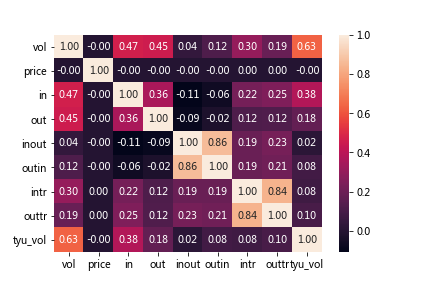 vol 1.00 -0.00 0.47 0.45 0.04 0.12 0.30 0.19 0.63
price -0.00 1.00 -0.00 -0.00 -0.00 -0.00 0.00 0.00 -0.00
in 0.47 -0.00 1.00 0.36 -0.11 -0.06 0.22 0.25 0.38
out 0.45 -0.00 0.36 1.00 -0.09 -0.02 0.12 0.12 0.18
inout 0.04 -0.00 -0.11 -0.09 1.00 0.86 0.19 0.23 0.02
outin 0.12 -0.00 -0.06 -0.02 0.86 1.00 0.19 0.21 0.08
intr 0.30 0.00 0.22 0.12 0.19 0.19 1.00 0.84 0.08
outtr 0.19 0.00 0.25 0.12 0.23 0.21 0.84 1.00 0.10
tyu_vol 0.63 -0.00 0.38 0.18 0.02 0.08 0.08 0.10 1.00
vol price in out inout outin intr outtr tyu_vol
1.0
0.8
0.6
0.4
0.2
0.0